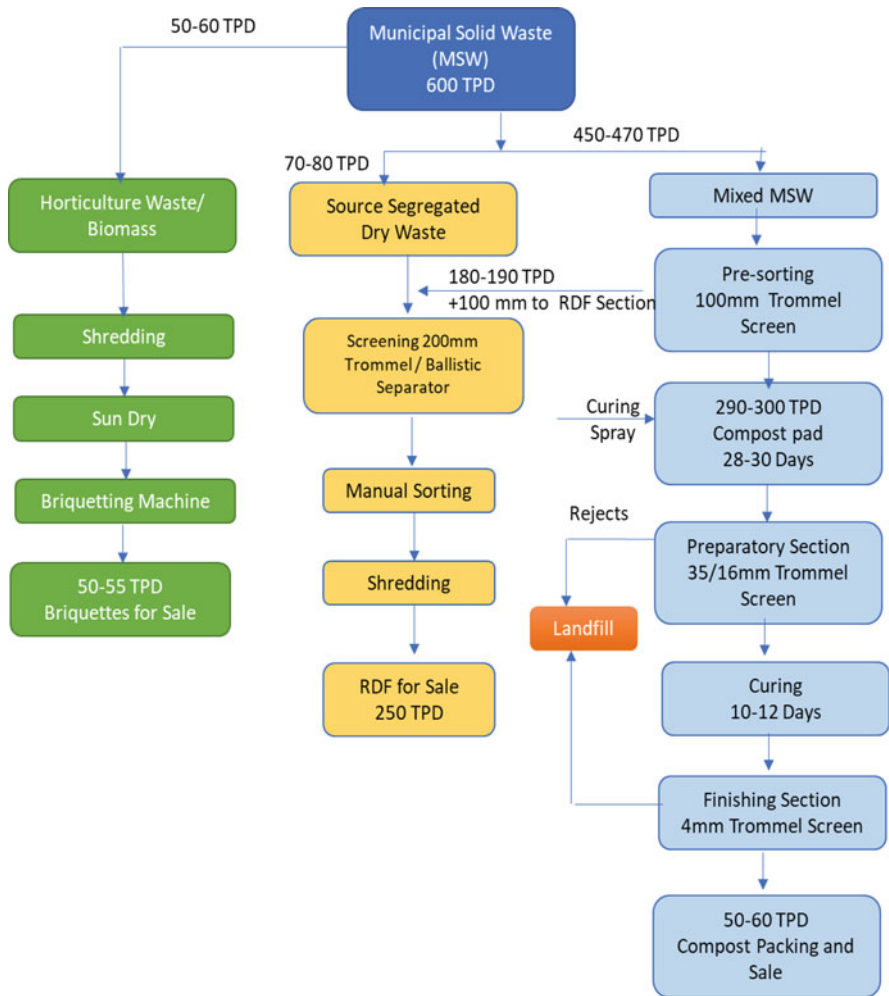 50-60 TPD
Municipal Solid Waste
(MSW)
600 TPD
450-470 TPD
70-80 TPD
Horticulture Waste/
Biomass
Source Segregated
Dry Waste
Mixed MSW
180-190 TPD
+100 mm to RDF Section
Pre-sorting
100mm Trommel
Screen
Shredding
Screening 200mm
Trommel / Ballistic
Separator
Sun Dry
Curing
Spray
290-300 TPD
Compost pad
28-30 Days
Briquetting Machine
Manual Sorting
Rejects
Preparatory Section
35/16mm Trommel
Screen
50-55 TPD
Briquettes for Sale
Shredding
Landfill
RDF for Sale
250 TPD
Curing
10-12 Days
Finishing Section
4mm Trommel Screen
50-60 TPD
Compost Packing and
Sale